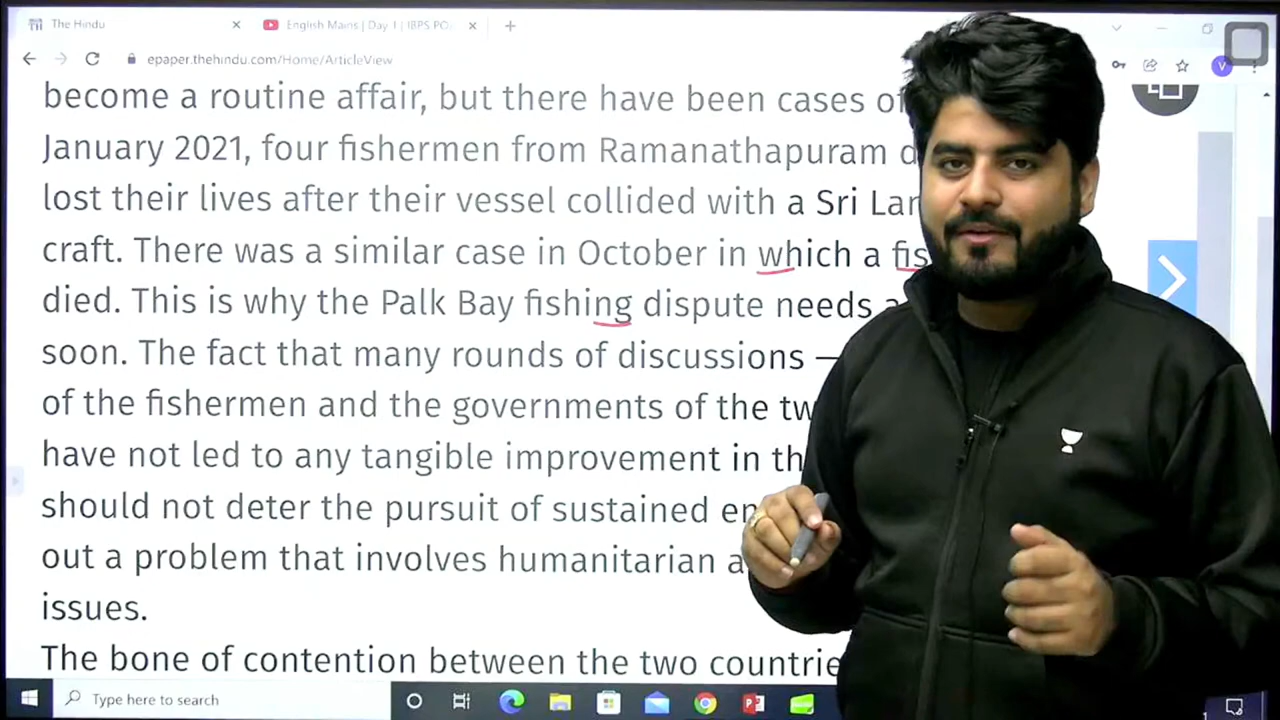 The Hindu
English Mains | Day 1 | IBPS PO
epaper.thehindu.com/Home/ArticleView
V
become a routine affair, but there have been cases of
January 2021, four fishermen from Ramanathapuram d
lost their lives after their vessel collided with a Sri Lan
craft. There was a similar case in October in which a fis
died. This is why the Palk Bay fishing dispute needs a
soon. The fact that many rounds of discussions —
of the fishermen and the governments of the tw
have not led to any tangible improvement in th
should not deter the pursuit of sustained en
out a problem that involves humanitarian a
issues.
The bone of contention between the two countrie
Type here to search